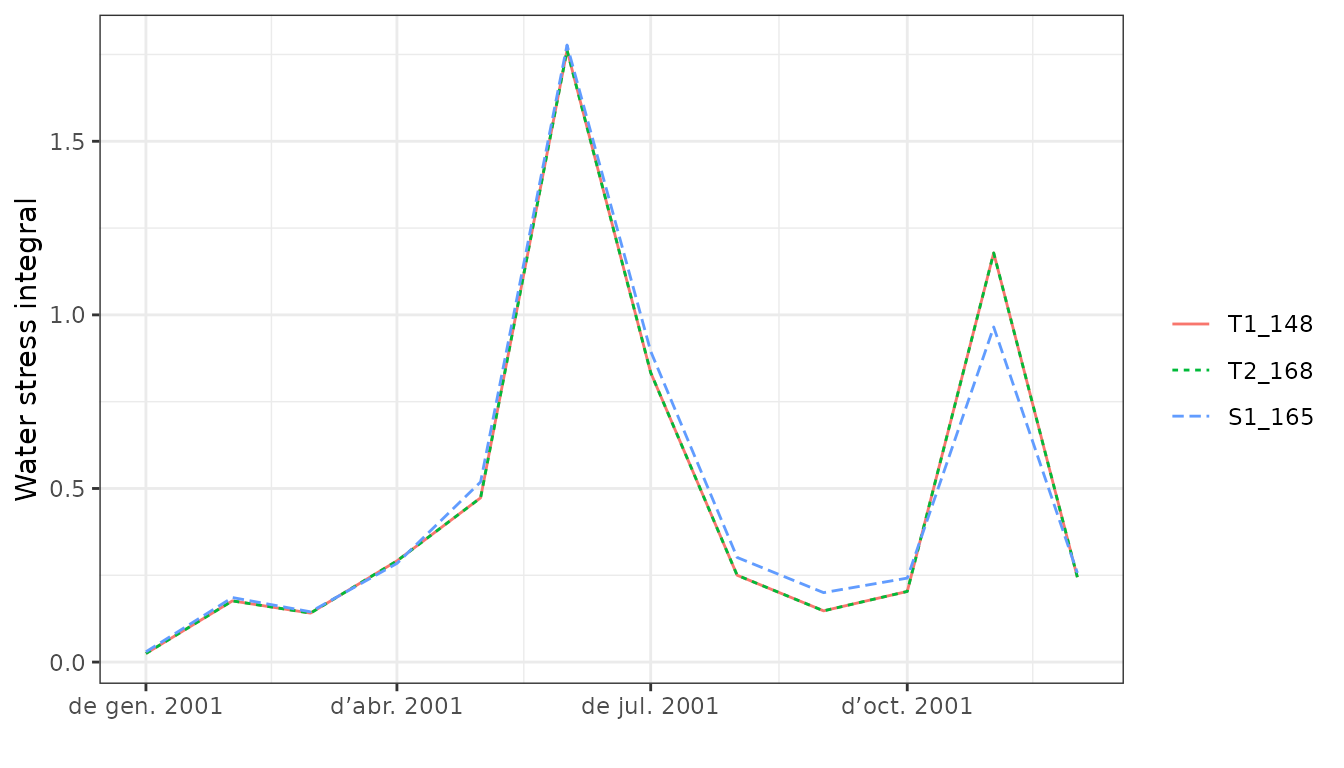 Water stress integral
1.5
1.0
0.5
0.0
de gen. 2001
d’abr. 2001
de jul. 2001
d’oct. 2001
T1_148
T2_168
S1_165